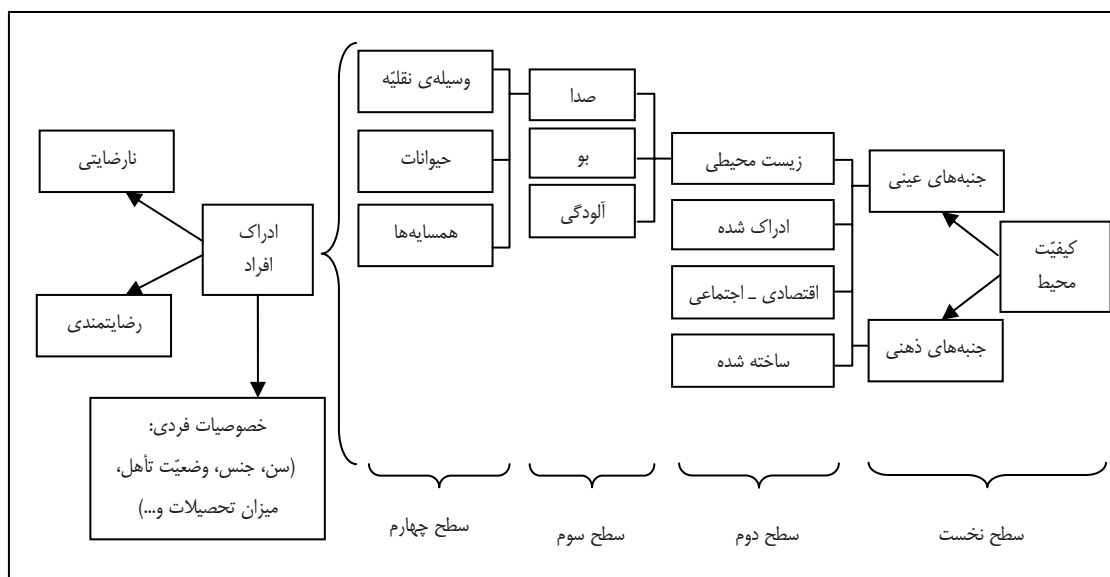 کیفیّت
محیط
جنبه‌های عینی
جنبه‌های ذهنی
زیست محیطی
ادراک شده
اقتصادی ـ اجتماعی
ساخته شده
صدا
بو
آلودگی
وسیله‌ی نقلیّه
حیوانات
همسایه‌ها
ادراک
افراد
نارضایتی
رضایتمندی
خصوصیات فردی:
(سن، جنس، وضعیّت تأهل،
میزان تحصیلات و...)
سطح نخست
سطح دوم
سطح سوم
سطح چهارم